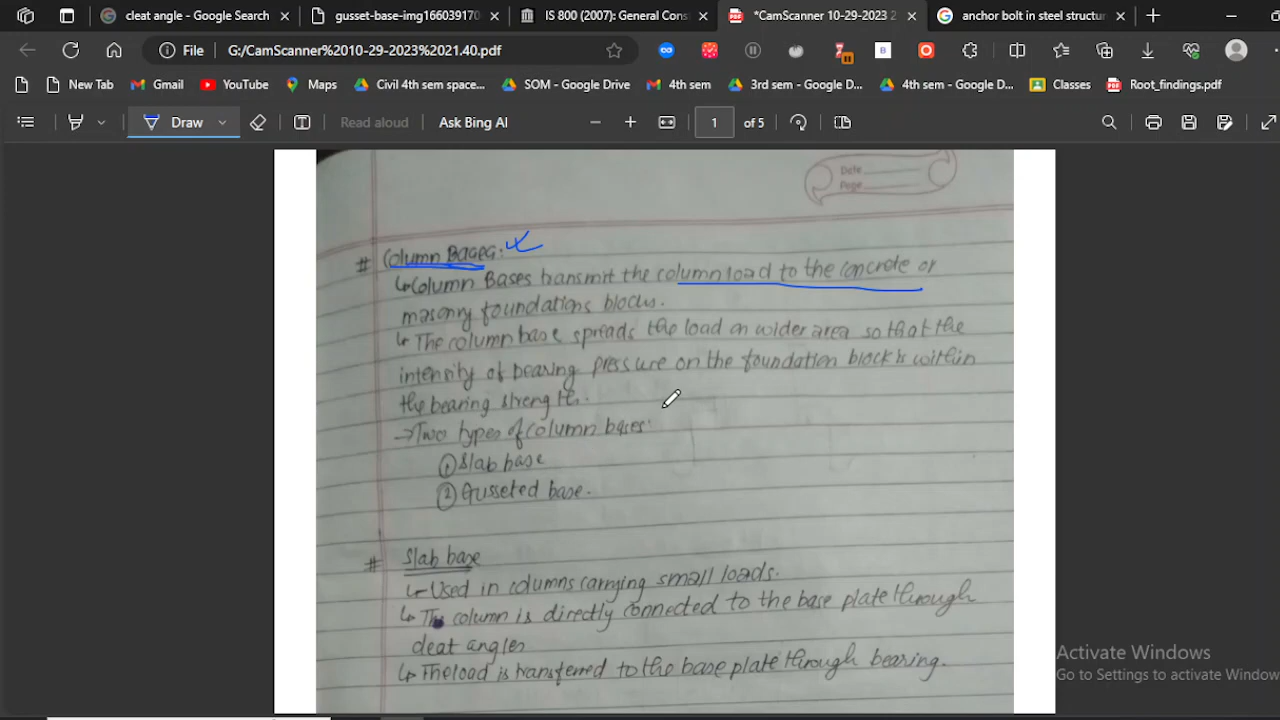 cleat angle - Google Search
gusset-base-img166039170
IS 800 (2007): General Const
*CamScanner 10-29-2023 2
anchor bolt in steel structur
File
G:/CamScanner%2010-29-2023%2021.40.pdf
New Tab
Gmail
YouTube
Maps
Civil 4th sem space...
SOM - Google Drive
4th sem
3rd sem - Google D...
4th sem - Google D...
Classes
Root_findings.pdf
Draw
Read aloud
Ask Bing AI
1
of 5
Date
Page
# Column Bases:
↳ Column Bases transmit the column load to the concrete or
masonry foundations blocks.
↳ The column base spreads the load on wider area so that the
intensity of bearing pressure on the foundation block is within
the bearing strength.
→ Two types of column bases:
① Slab base
② Gusseted base.
# Slab base
↳ Used in columns carrying small loads.
↳ The column is directly connected to the base plate through
cleat angles
↳ The load is transferred to the base plate through bearing.
Activate Windows
Go to Settings to activate Window